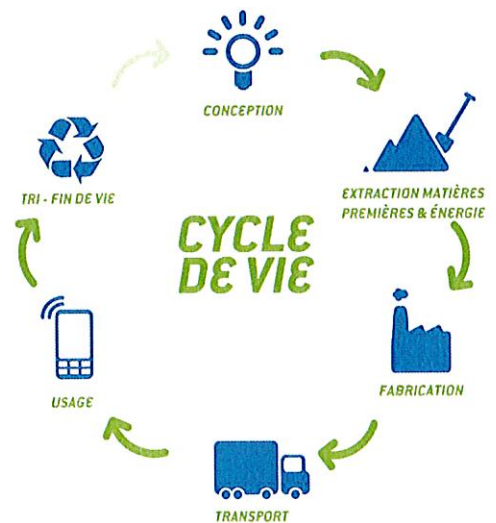 CONCEPTION
EXTRACTION MATIÈRES
PREMIÈRES & ÉNERGIE
FABRICATION
TRANSPORT
USAGE
TRI - FIN DE VIE
CYCLE
DE VIE